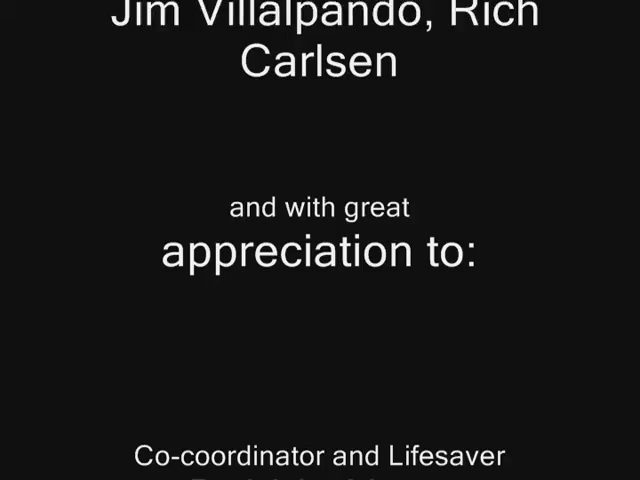 Jim Villalpando, Rich
Carlsen
and with great
appreciation to:
Co-coordinator and Lifesaver